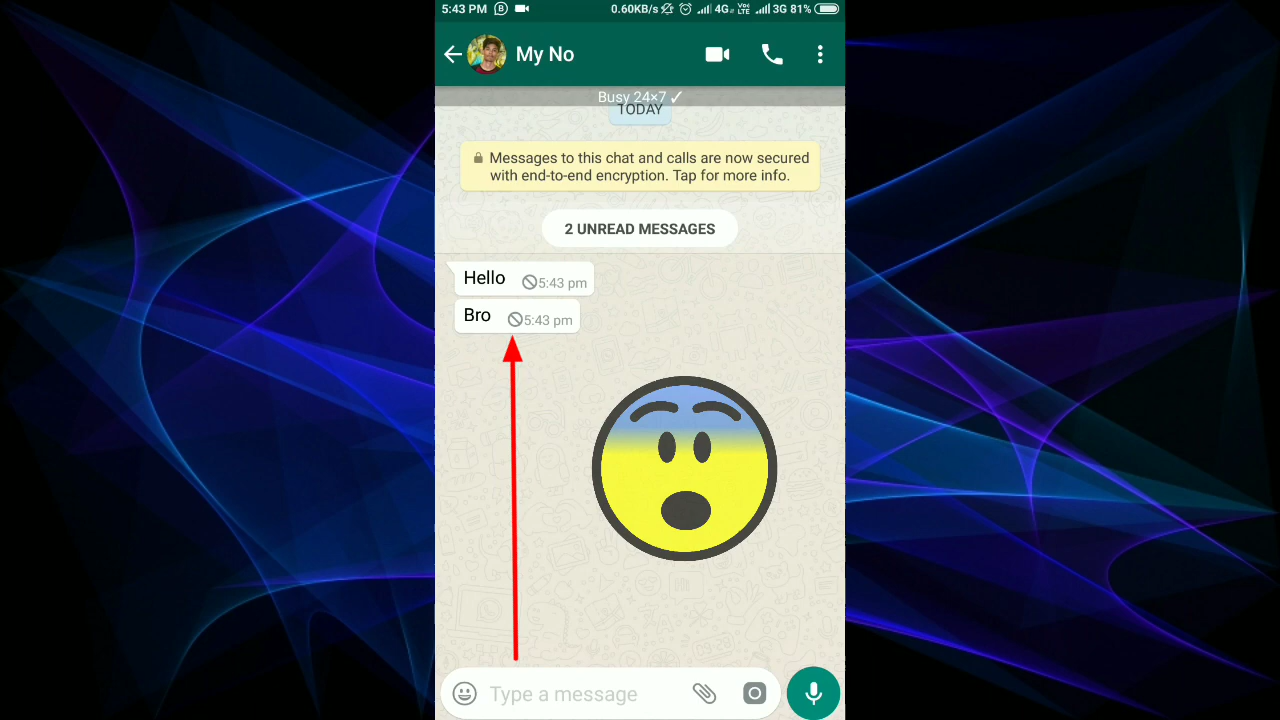 5:43 PM 0.60KB/s 4G VoLTE 3G 81%
My No
Busy 24×7 ✓
TODAY
Messages to this chat and calls are now secured
with end-to-end encryption. Tap for more info.
2 UNREAD MESSAGES
Hello 5:43 pm
Bro 5:43 pm
Type a message